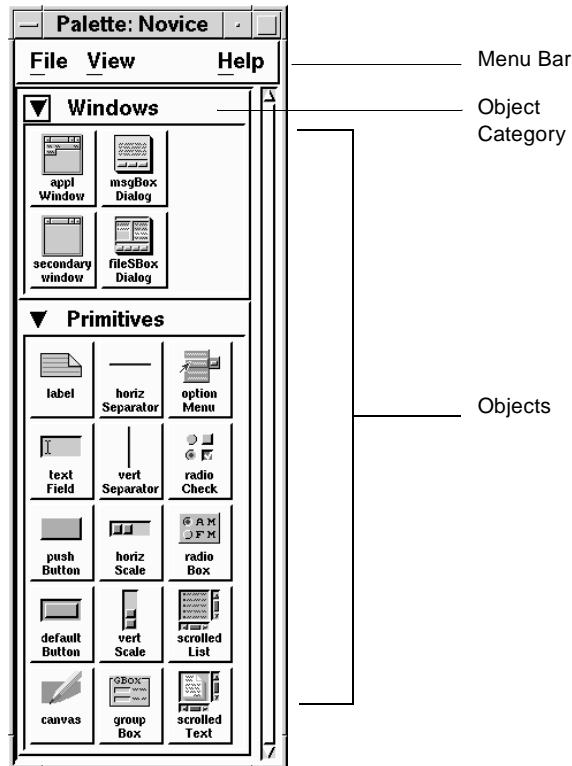 Palette: Novice
File View Help
Menu Bar
Windows
Object
Category
appl
Window
msgBox
Dialog
secondary
window
fileSBox
Dialog
Primitives
label
horiz
Separator
option
Menu
Objects
text
Field
vert
Separator
radio
Check
push
Button
horiz
Scale
A M
F M
radio
Box
default
Button
vert
Scale
scrolled
List
canvas
GBOX
group
Box
scrolled
Text